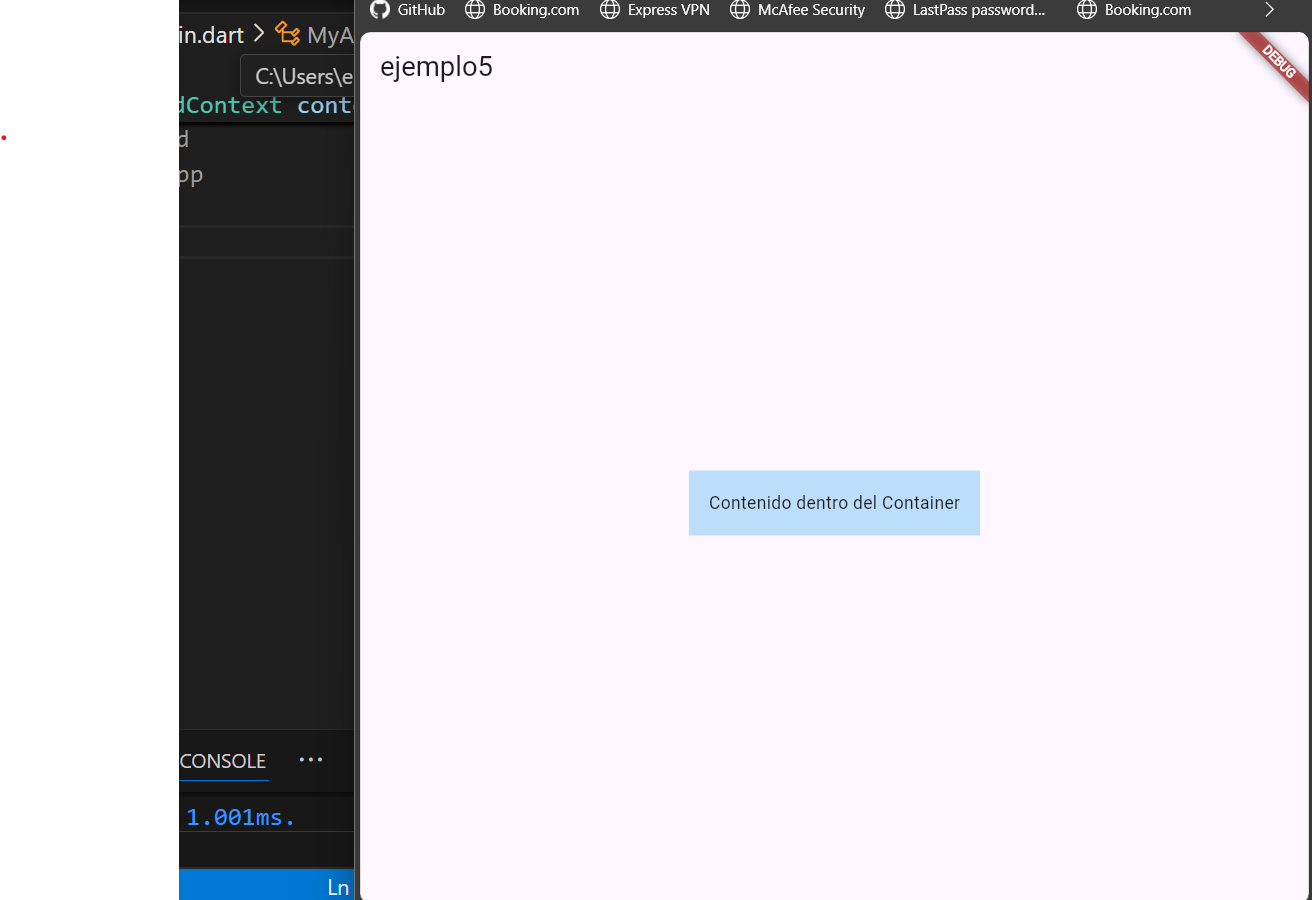 GitHub Booking.com Express VPN McAfee Security LastPass password... Booking.com
in.dart > MyA
C:\Users\e
dContext cont
d
pp
ejemplo5
DEBUG
Contenido dentro del Container
CONSOLE ...
1.001ms.
Ln